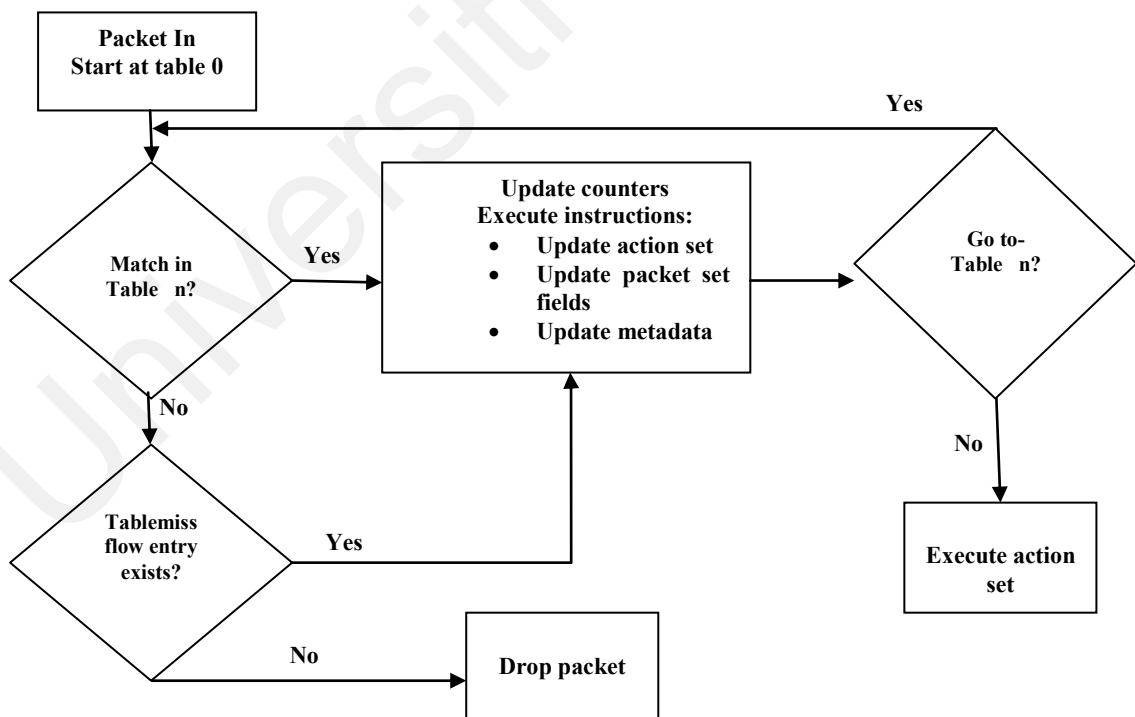 Packet In
Start at table 0
Yes
Match in
Table n?
Yes
Update counters
Execute instructions:
• Update action set
• Update packet set
fields
• Update metadata
Go to-
Table n?
No
No
Tablemiss
flow entry
exists?
Yes
Execute action
set
No
Drop packet
Universiti